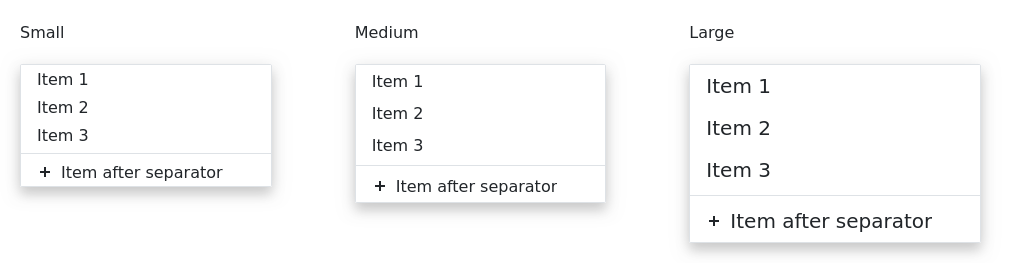 Small
Item 1
Item 2
Item 3
+ Item after separator
Medium
Item 1
Item 2
Item 3
+ Item after separator
Large
Item 1
Item 2
Item 3
+ Item after separator